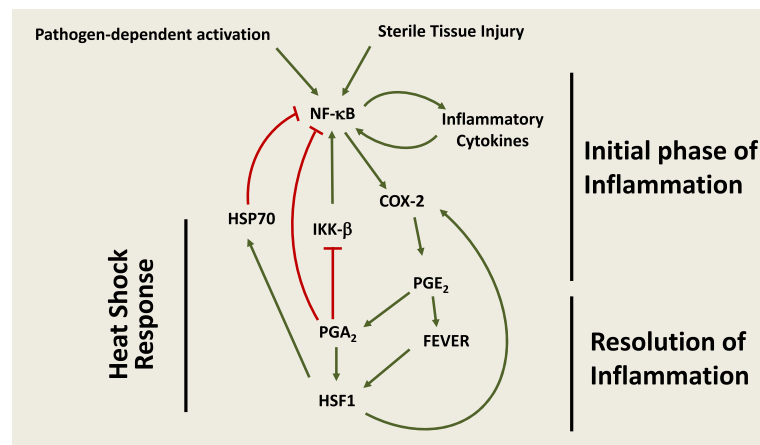 Pathogen-dependent activation
Sterile Tissue Injury
NF-κB
Inflammatory
Cytokines
Initial phase of
Inflammation
COX-2
HSP70
IKK-β
Heat Shock
Response
PGE₂
PGA₂
FEVER
Resolution of
Inflammation
HSF1